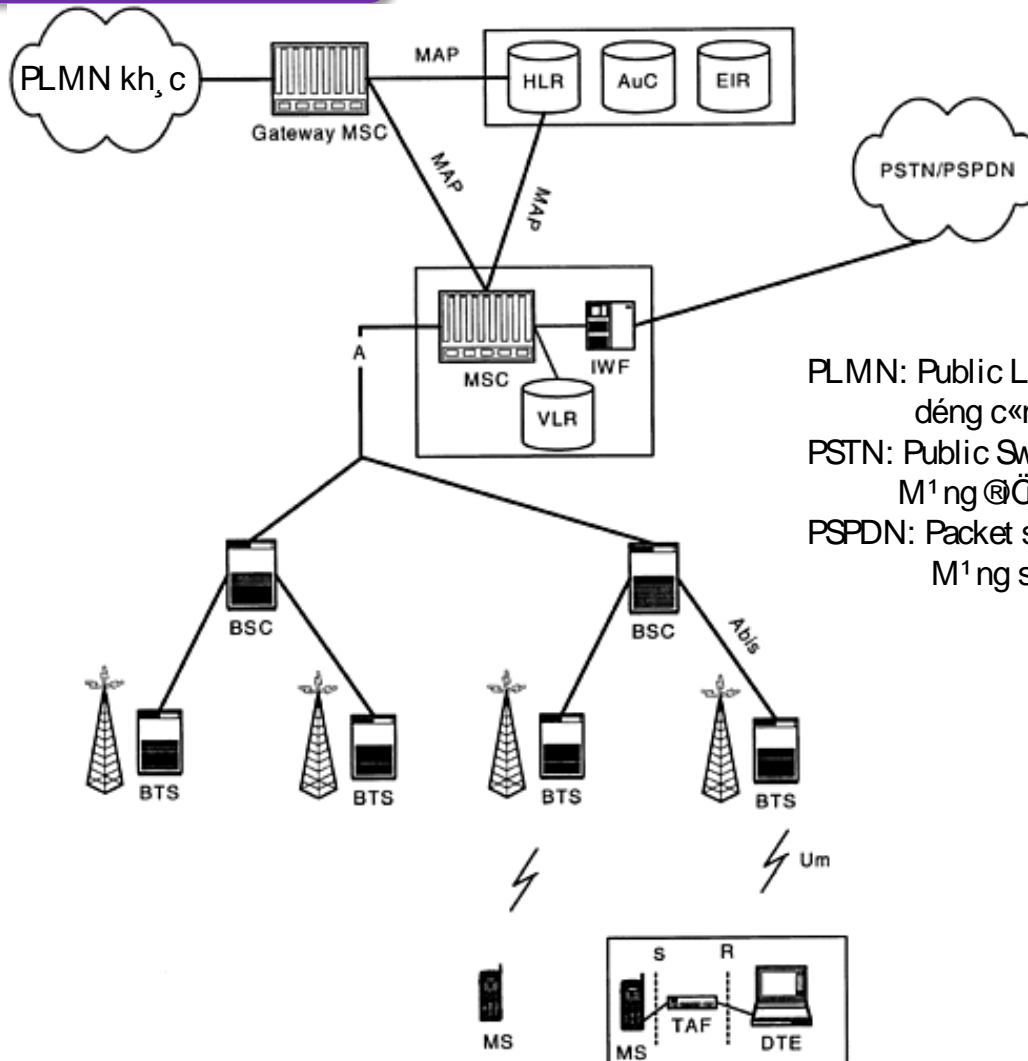 PLMN kh¸c
Gateway MSC
MAP
HLR
AuC
EIR
PSTN/PSPDN
MAP
MAP
A
MSC
IWF
VLR
PLMN: Public L
déng c«
PSTN: Public Sw
M¹ng ®iÖ
PSPDN: Packet s
M¹ng s
BSC
BSC
Abis
BTS
BTS
BTS
BTS
Um
S
R
MS
MS
TAF
DTE